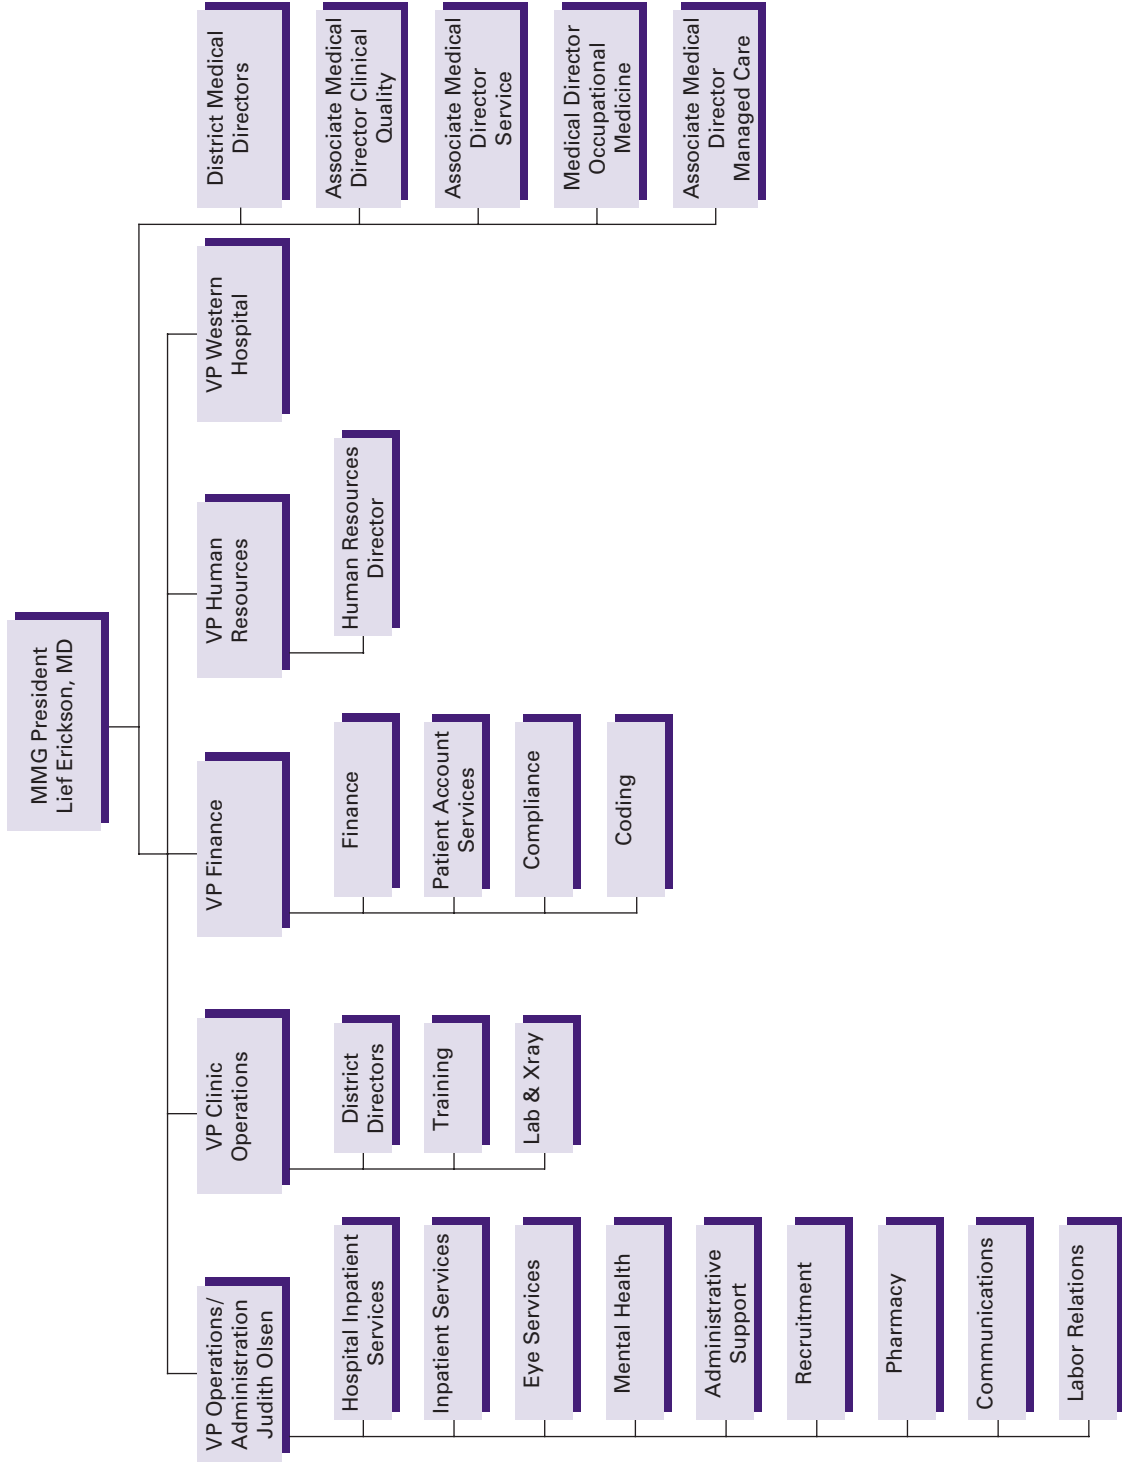 MMG President
Lief Erickson, MD
VP Operations/
Administration
Judith Olsen
Hospital Inpatient
Services
Inpatient Services
Eye Services
Mental Health
Administrative
Support
Recruitment
Pharmacy
Communications
Labor Relations
VP Clinic
Operations
District
Directors
Training
Lab & Xray
VP Finance
Finance
Patient Account
Services
Compliance
Coding
VP Human
Resources
Human Resources
Director
VP Western
Hospital
District Medical
Directors
Associate Medical
Director Clinical
Quality
Associate Medical
Director
Service
Medical Director
Occupational
Medicine
Associate Medical
Director
Managed Care